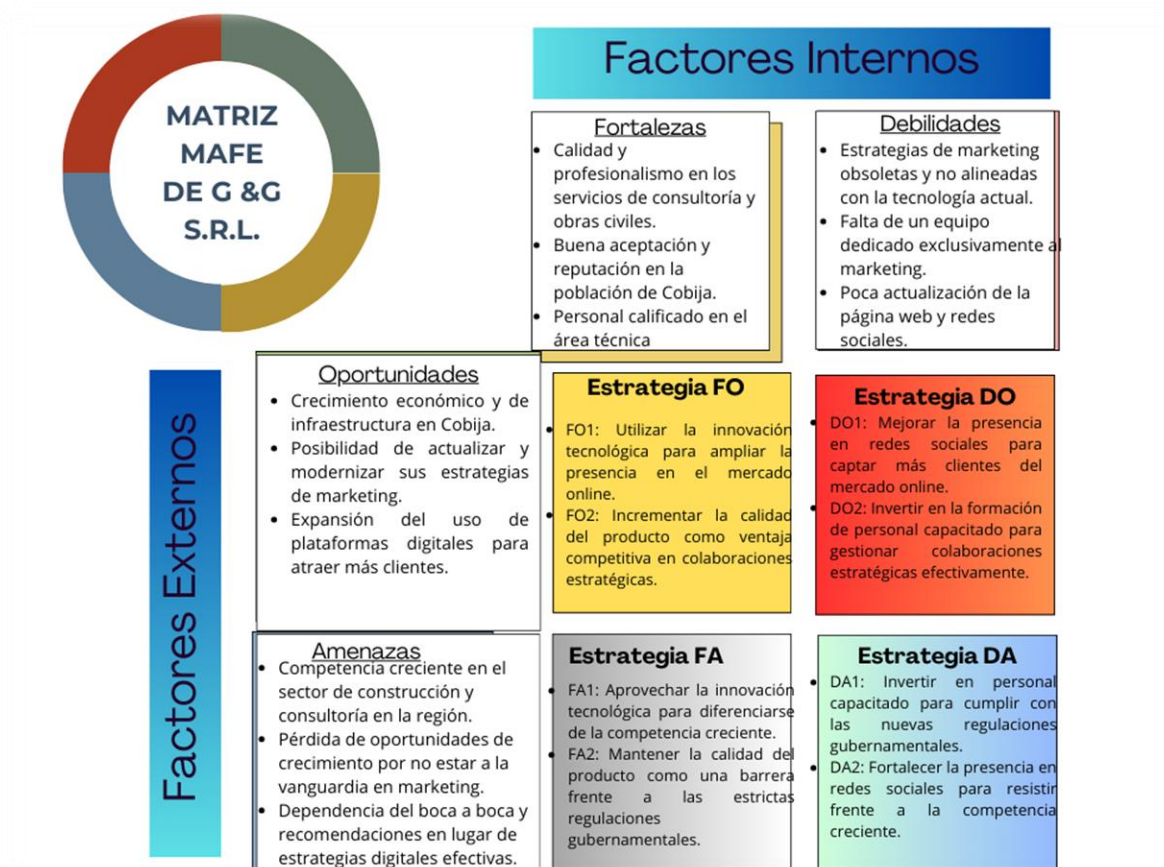 MATRIZ
MAFE
DE G &G
S.R.L.
Factores Internos
Fortalezas
• Calidad y
profesionalismo en los
servicios de consultoría y
obras civiles.
• Buena aceptación y
reputación en la
población de Cobija.
• Personal calificado en el
área técnica
Debilidades
• Estrategias de marketing
obsoletas y no alineadas
con la tecnología actual.
• Falta de un equipo
dedicado exclusivamente al
marketing.
• Poca actualización de la
página web y redes
sociales.
Factores Externos
Oportunidades
• Crecimiento económico y de
infraestructura en Cobija.
• Posibilidad de actualizar y
modernizar sus estrategias
de marketing.
• Expansión del uso de
plataformas digitales para
atraer más clientes.
Estrategia FO
• FO1: Utilizar la innovación
tecnológica para ampliar la
presencia en el mercado
online.
• FO2: Incrementar la calidad
del producto como ventaja
competitiva en colaboraciones
estratégicas.
Estrategia DO
• DO1: Mejorar la presencia
en redes sociales para
captar más clientes del
mercado online.
• DO2: Invertir en la formación
de personal capacitado para
gestionar colaboraciones
estratégicas efectivamente.
Amenazas
• Competencia creciente en el
sector de construcción y
consultoría en la región.
• Pérdida de oportunidades de
crecimiento por no estar a la
vanguardia en marketing.
• Dependencia del boca a boca y
recomendaciones en lugar de
estrategias digitales efectivas.
Estrategia FA
• FA1: Aprovechar la innovación
tecnológica para diferenciarse
de la competencia creciente.
• FA2: Mantener la calidad del
producto como una barrera
frente a las estrictas
regulaciones
gubernamentales.
Estrategia DA
• DA1: Invertir en personal
capacitado para cumplir con
las nuevas regulaciones
gubernamentales.
• DA2: Fortalecer la presencia en
redes sociales para resistir
frente a la competencia
creciente.